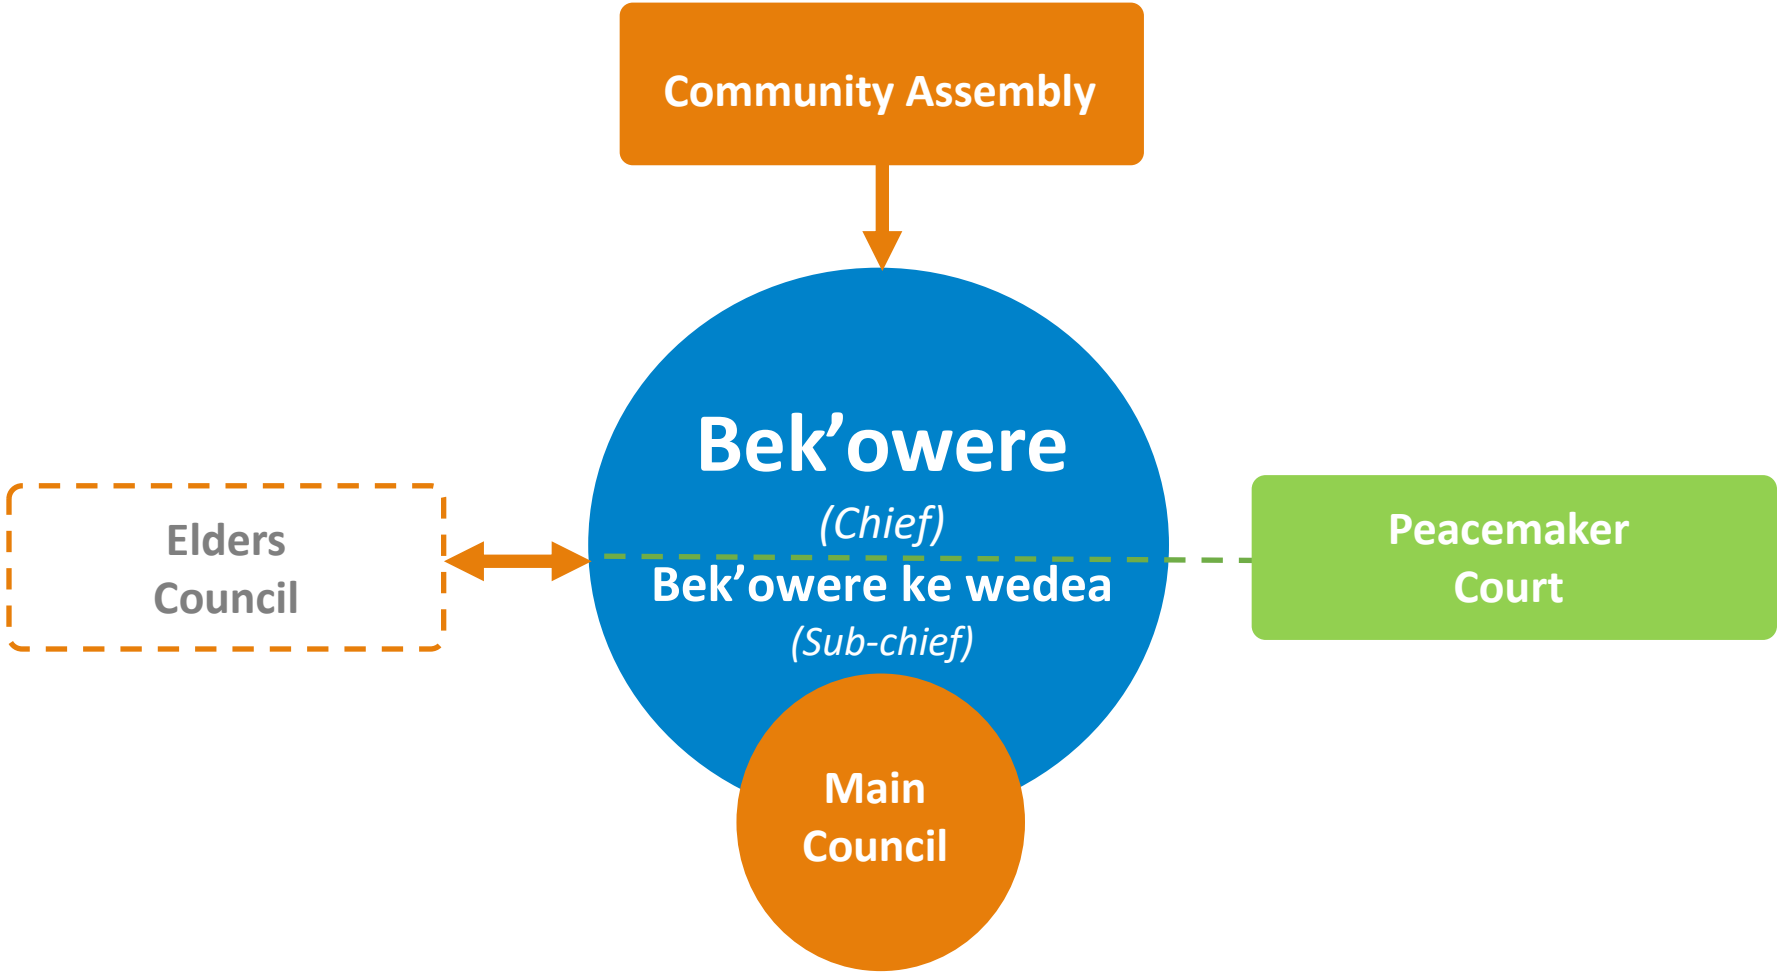 Community Assembly
Bek’owere
(Chief)
Bek’owere ke wedea
(Sub-chief)
Elders
Council
Peacemaker
Court
Main
Council